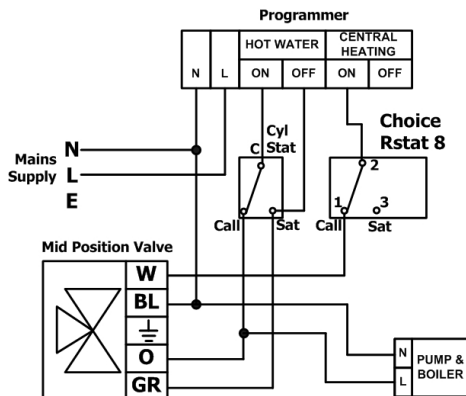 Programmer
HOT WATER
CENTRAL
HEATING
N
L
ON
OFF
ON
OFF
Mains
Supply
N
L
E
Cyl
Stat
C
Call
Sat
Choice
Rstat 8
2
1
3
Call
Sat
Mid Position Valve
W
BL
O
GR
N
L
PUMP &
BOILER